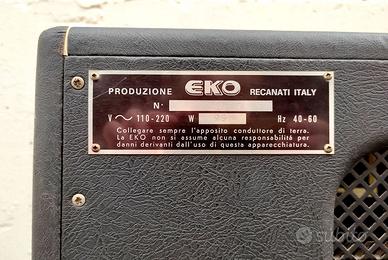 PRODUZIONE EKO RECANATI ITALY
N.
V ~ 110-220 W Hz 40-60
Collegare sempre l'apposito conduttore di terra.
La EKO non si assume alcuna responsabilità per
danni derivanti dall'uso di questa apparecchiatura.
subito